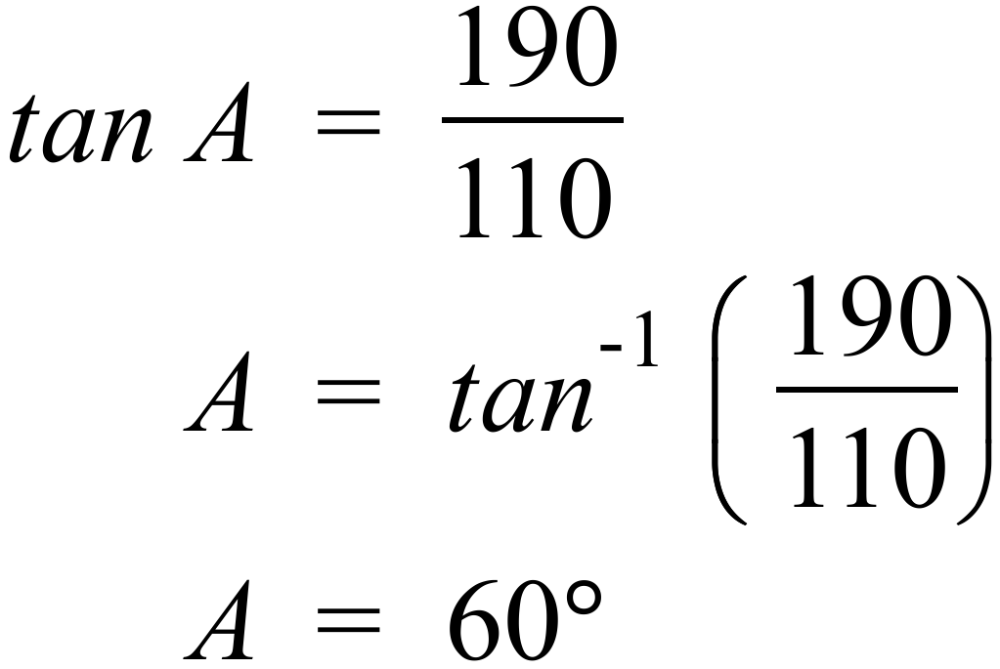 tan A = 190/110
A = tan⁻¹ (190/110)
A = 60°